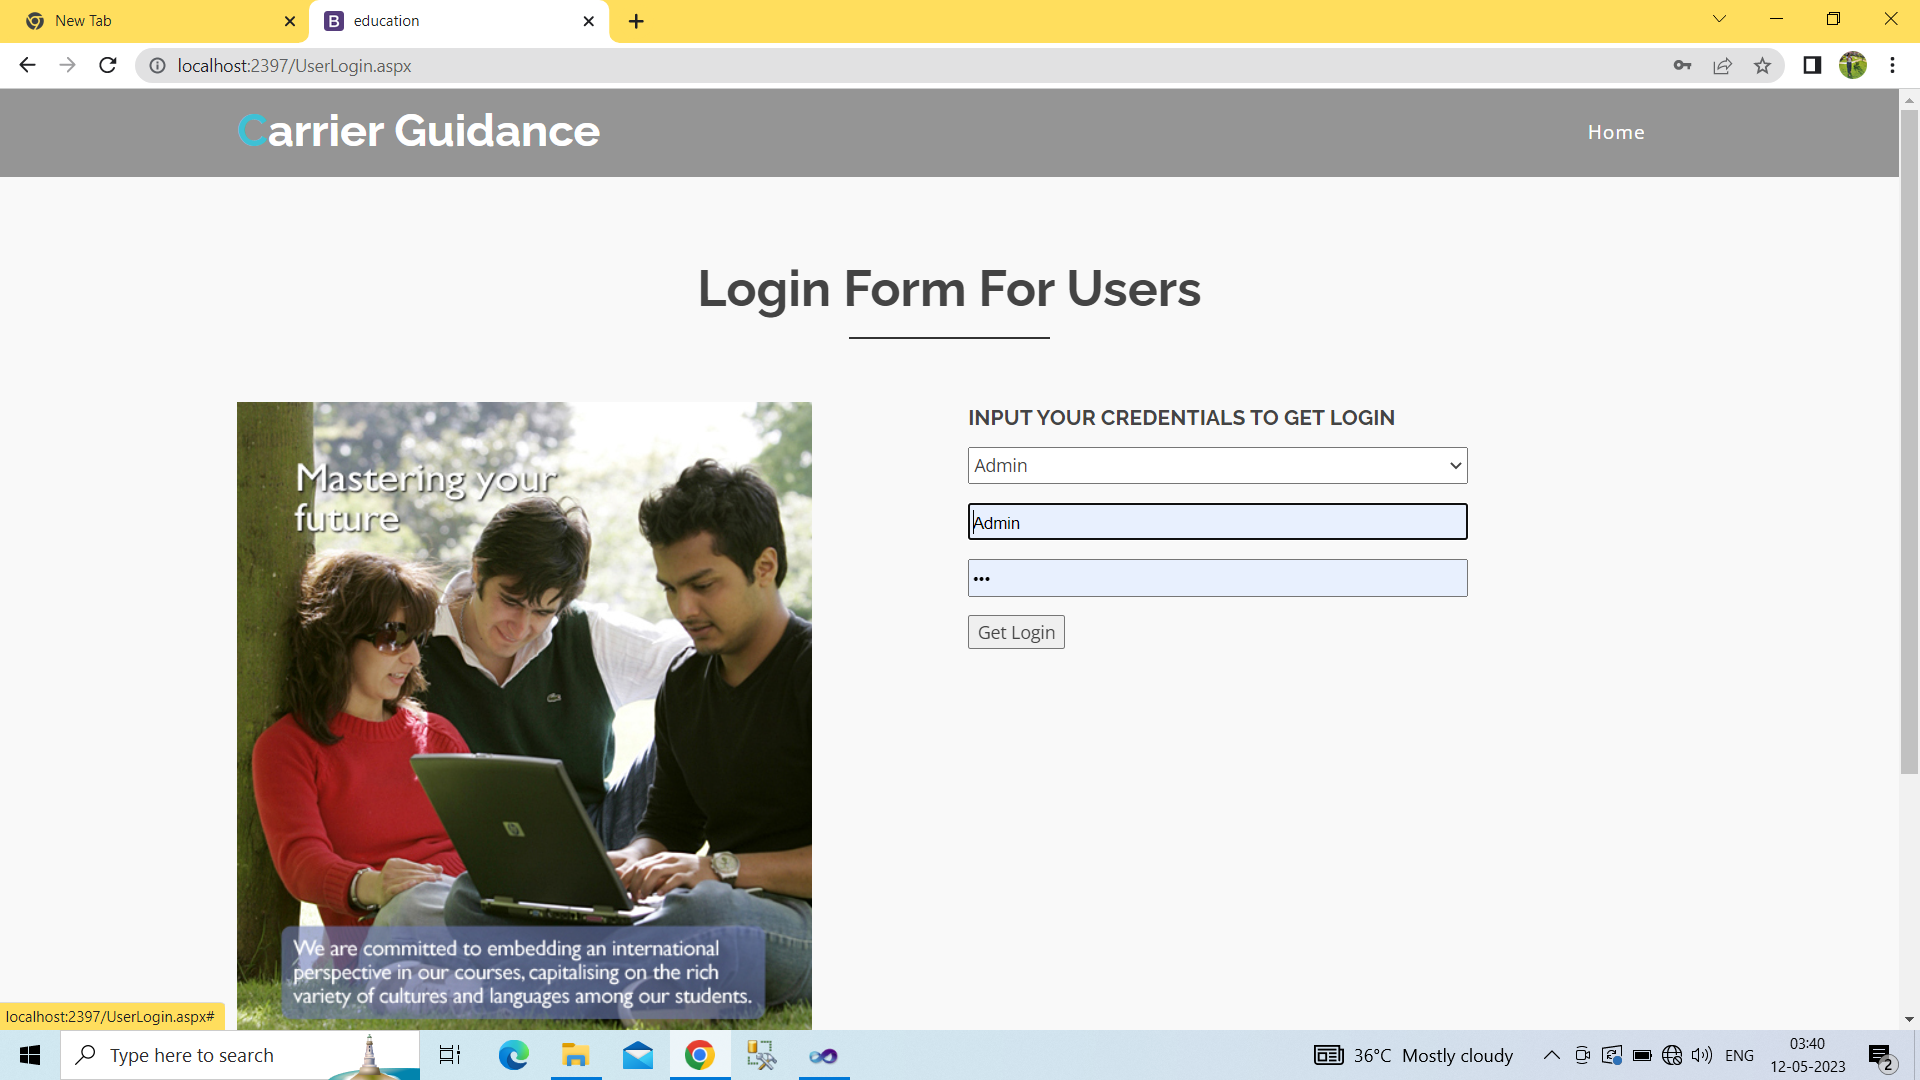 New Tab
education
localhost:2397/UserLogin.aspx
Carrier Guidance
Home
Login Form For Users
Mastering your
future
We are committed to embedding an international
perspective in our courses, capitalising on the rich
variety of cultures and languages among our students.
INPUT YOUR CREDENTIALS TO GET LOGIN
Admin
Admin
•••
Get Login
localhost:2397/UserLogin.aspx#
Type here to search
36°C Mostly cloudy
ENG
03:40
12-05-2023
2